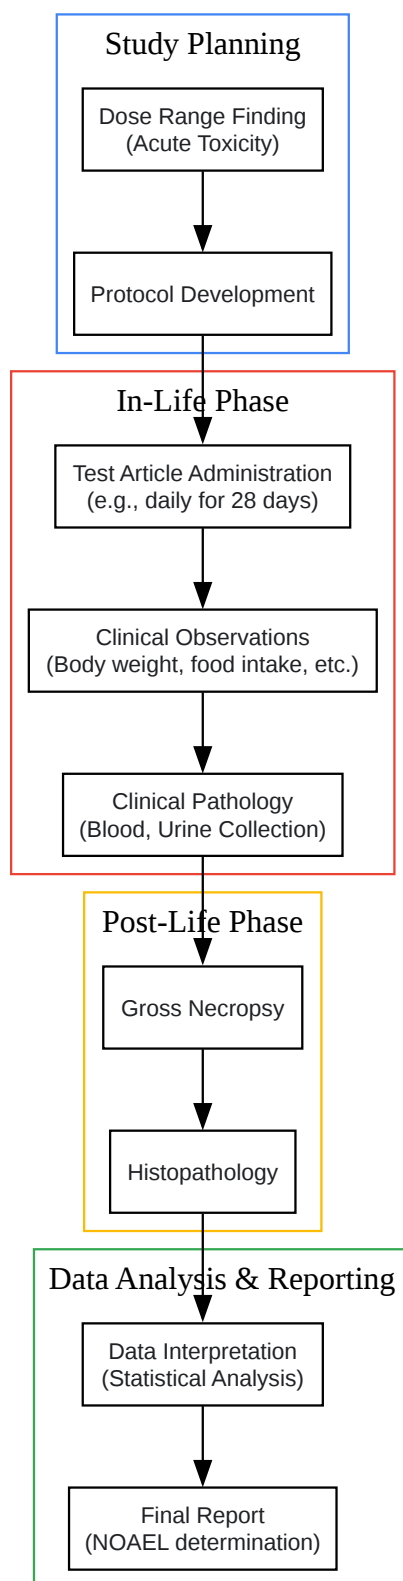 Study Planning
Dose Range Finding
(Acute Toxicity)
Protocol Development
In-Life Phase
Test Article Administration
(e.g., daily for 28 days)
Clinical Observations
(Body weight, food intake, etc.)
Clinical Pathology
(Blood, Urine Collection)
Post-Life Phase
Gross Necropsy
Histopathology
Data Analysis & Reporting
Data Interpretation
(Statistical Analysis)
Final Report
(NOAEL determination)